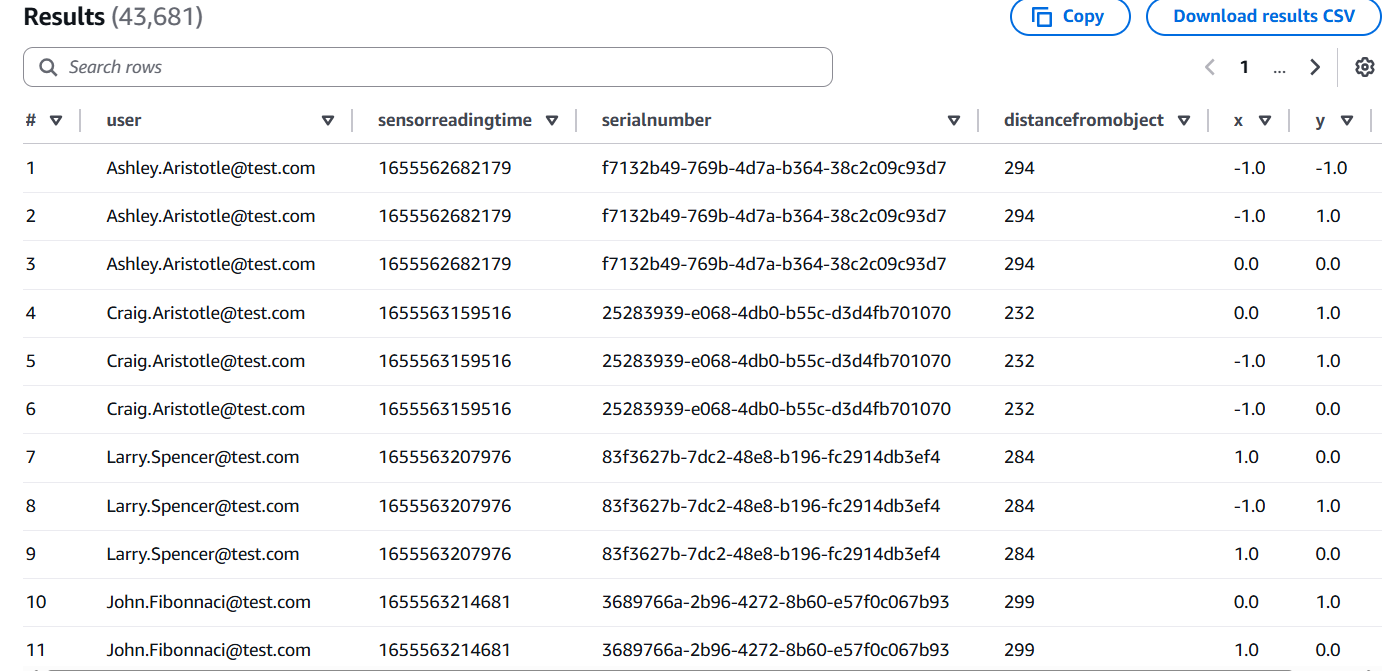 Results (43,681) Copy Download results CSV
Search rows 1 ...
# user sensorreadingtime serialnumber distancefromobject x y
1 Ashley.Aristotle@test.com 1655562682179 f7132b49-769b-4d7a-b364-38c2c09c93d7 294 -1.0 -1.0
2 Ashley.Aristotle@test.com 1655562682179 f7132b49-769b-4d7a-b364-38c2c09c93d7 294 -1.0 1.0
3 Ashley.Aristotle@test.com 1655562682179 f7132b49-769b-4d7a-b364-38c2c09c93d7 294 0.0 0.0
4 Craig.Aristotle@test.com 1655563159516 25283939-e068-4db0-b55c-d3d4fb701070 232 0.0 1.0
5 Craig.Aristotle@test.com 1655563159516 25283939-e068-4db0-b55c-d3d4fb701070 232 -1.0 1.0
6 Craig.Aristotle@test.com 1655563159516 25283939-e068-4db0-b55c-d3d4fb701070 232 -1.0 0.0
7 Larry.Spencer@test.com 1655563207976 83f3627b-7dc2-48e8-b196-fc2914db3ef4 284 1.0 0.0
8 Larry.Spencer@test.com 1655563207976 83f3627b-7dc2-48e8-b196-fc2914db3ef4 284 -1.0 1.0
9 Larry.Spencer@test.com 1655563207976 83f3627b-7dc2-48e8-b196-fc2914db3ef4 284 1.0 0.0
10 John.Fibonnaci@test.com 1655563214681 3689766a-2b96-4272-8b60-e57f0c067b93 299 0.0 1.0
11 John.Fibonnaci@test.com 1655563214681 3689766a-2b96-4272-8b60-e57f0c067b93 299 1.0 0.0